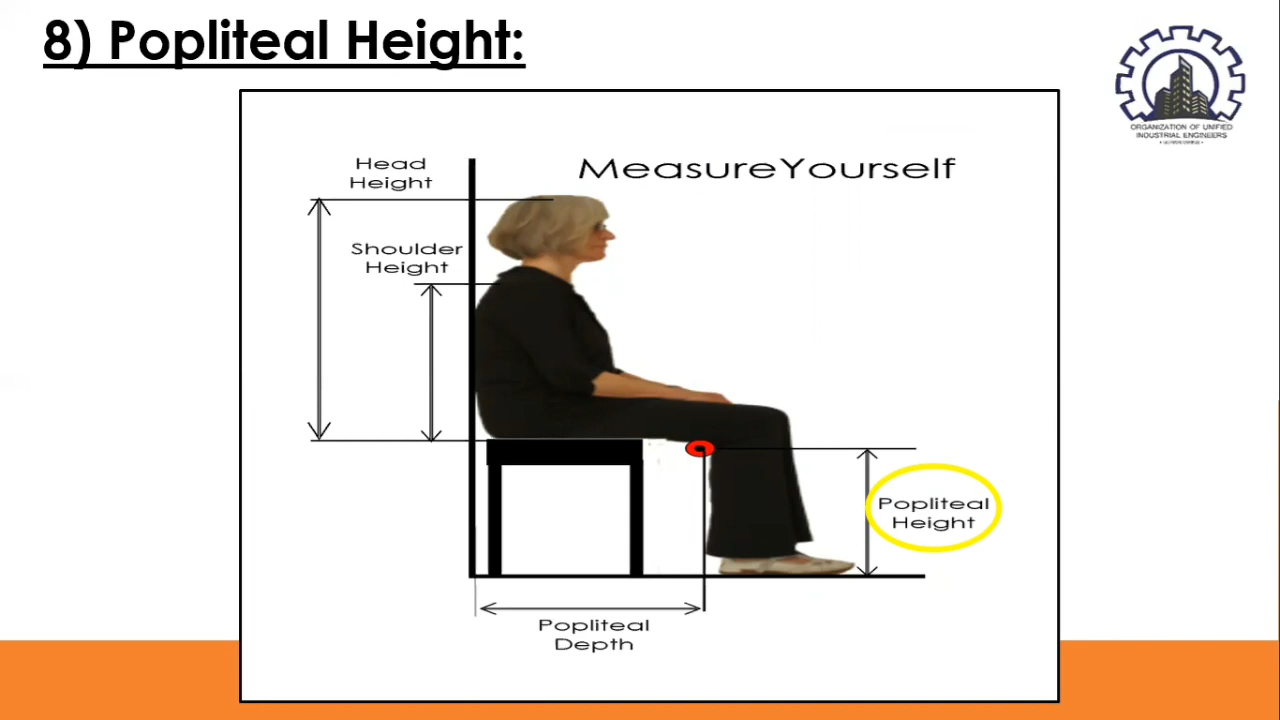 8) Popliteal Height:
ORGANIZATION OF UNIFIED
INDUSTRIAL ENGINEERS
Head
Height
MeasureYourself
Shoulder
Height
Popliteal
Height
Popliteal
Depth